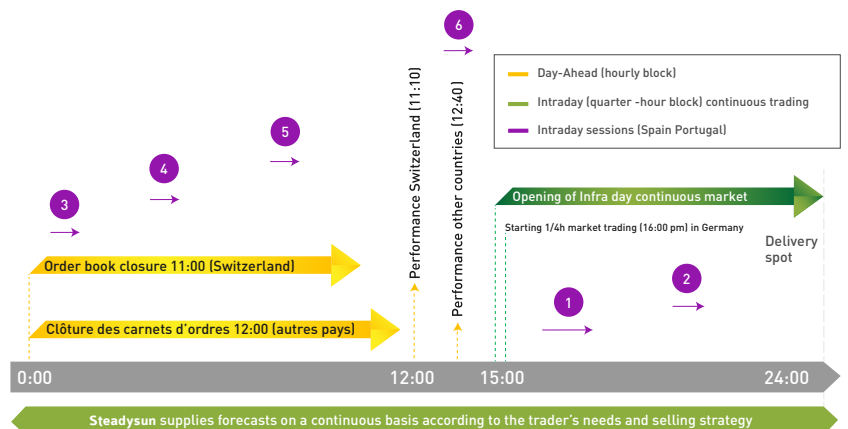 6
Day-Ahead (hourly block)
Intraday (quarter -hour block) continuous trading
Intraday sessions (Spain Portugal)
5
4
3
Performance Switzerland (11:10)
Performance other countries (12:40)
Opening of Infra day continuous market
Starting 1/4h market trading (16:00 pm) in Germany
Delivery
spot
Order book closure 11:00 (Switzerland)
2
1
Clôture des carnets d'ordres 12:00 (autres pays)
0:00
12:00
15:00
24:00
Steadysun supplies forecasts on a continuous basis according to the trader's needs and selling strategy